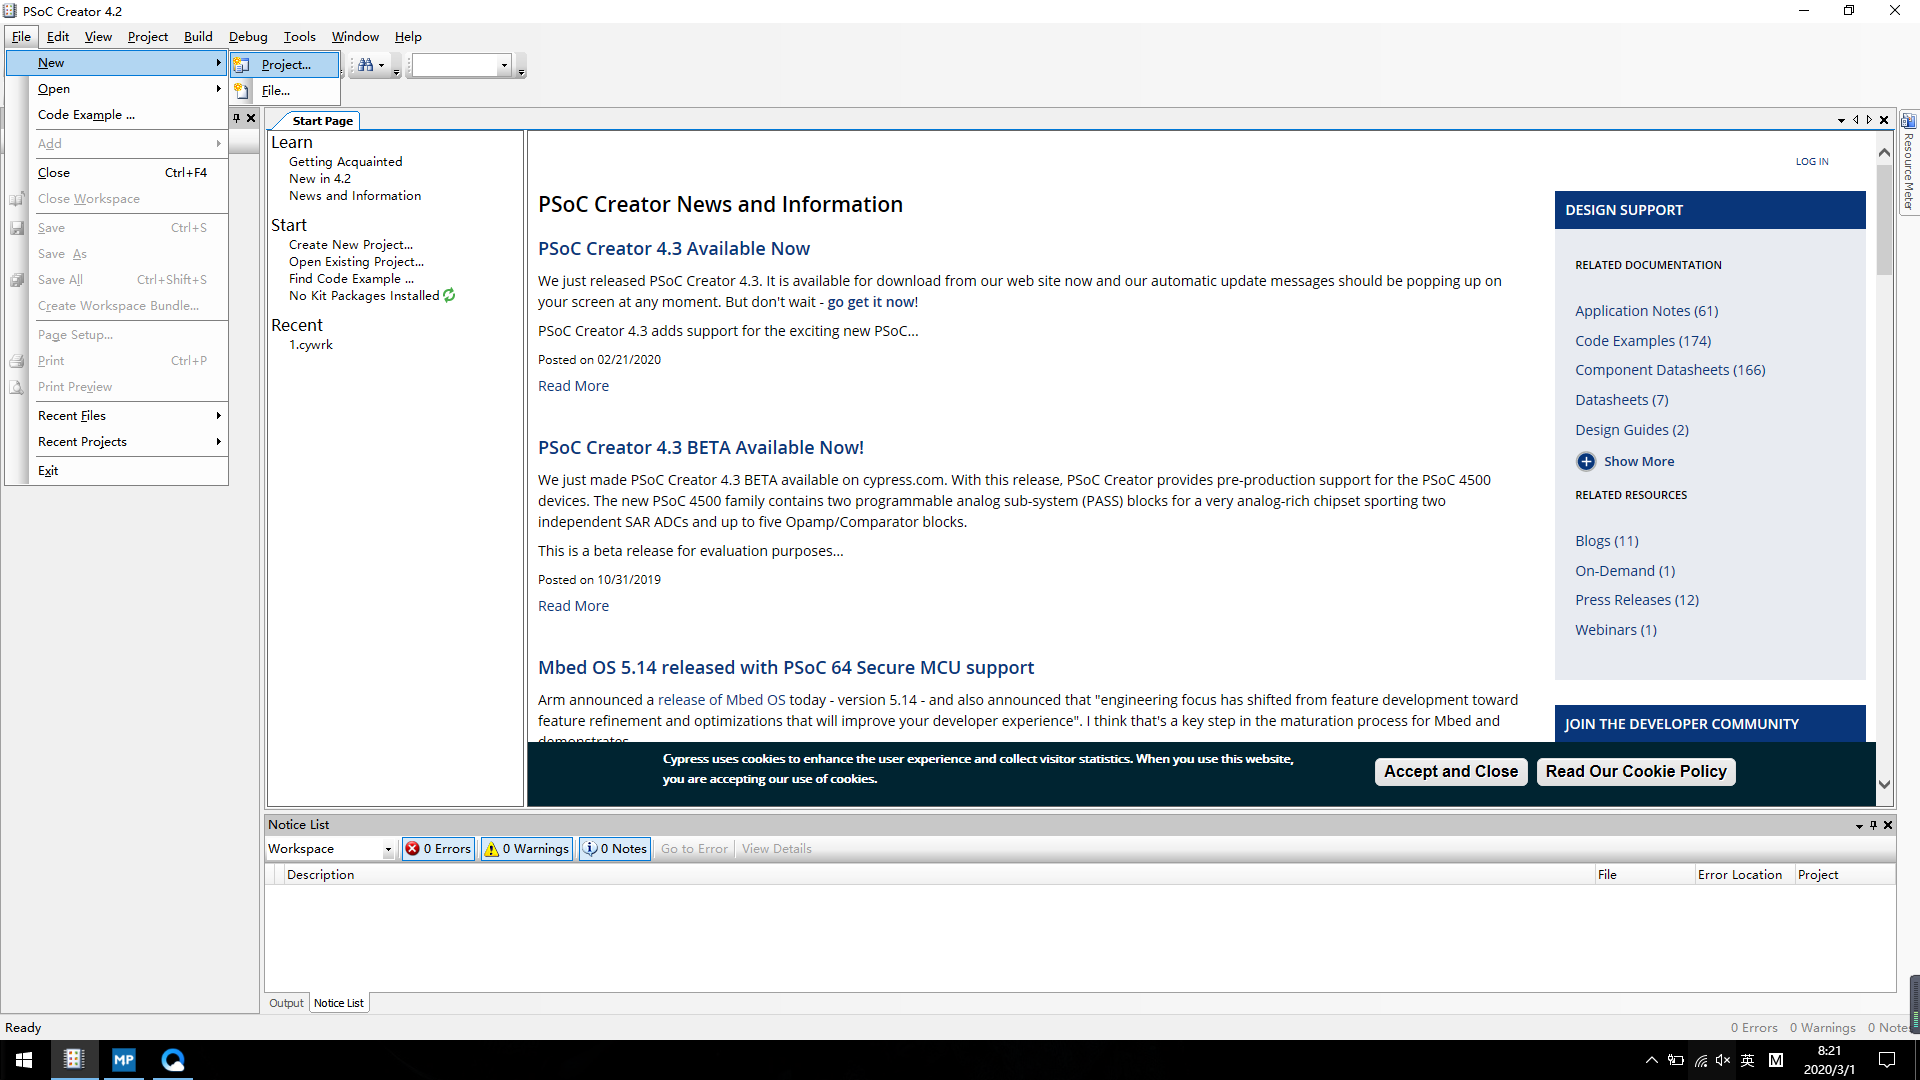 PSoC Creator 4.2
File Edit View Project Build Debug Tools Window Help
New
Project...
Open
File...
Code Example ...
Add
Close Ctrl+F4
Close Workspace
Save Ctrl+S
Save As
Save All Ctrl+Shift+S
Create Workspace Bundle...
Page Setup...
Print Ctrl+P
Print Preview
Recent Files
Recent Projects
Exit
Start Page
Learn
Getting Acquainted
New in 4.2
News and Information
Start
Create New Project...
Open Existing Project...
Find Code Example ...
No Kit Packages Installed
Recent
1.cywrk
LOG IN
PSoC Creator News and Information
PSoC Creator 4.3 Available Now
We just released PSoC Creator 4.3. It is available for download from our web site now and our automatic update messages should be popping up on
your screen at any moment. But don't wait - go get it now!
PSoC Creator 4.3 adds support for the exciting new PSoC...
Posted on 02/21/2020
Read More
PSoC Creator 4.3 BETA Available Now!
We just made PSoC Creator 4.3 BETA available on cypress.com. With this release, PSoC Creator provides pre-production support for the PSoC 4500
devices. The new PSoC 4500 family contains two programmable analog sub-system (PASS) blocks for a very analog-rich chipset sporting two
independent SAR ADCs and up to five Opamp/Comparator blocks.
This is a beta release for evaluation purposes...
Posted on 10/31/2019
Read More
Mbed OS 5.14 released with PSoC 64 Secure MCU support
Arm announced a release of Mbed OS today - version 5.14 - and also announced that "engineering focus has shifted from feature development toward
feature refinement and optimizations that will improve your developer experience". I think that's a key step in the maturation process for Mbed and
demonstrates
DESIGN SUPPORT
RELATED DOCUMENTATION
Application Notes (61)
Code Examples (174)
Component Datasheets (166)
Datasheets (7)
Design Guides (2)
Show More
RELATED RESOURCES
Blogs (11)
On-Demand (1)
Press Releases (12)
Webinars (1)
JOIN THE DEVELOPER COMMUNITY
Resource Meter
Cypress uses cookies to enhance the user experience and collect visitor statistics. When you use this website,
you are accepting our use of cookies.
Accept and Close
Read Our Cookie Policy
Notice List
Workspace 0 Errors 0 Warnings 0 Notes Go to Error View Details
Description File Error Location Project
Output Notice List
Ready 0 Errors 0 Warnings 0 Notes
MP
英 M
8:21
2020/3/1